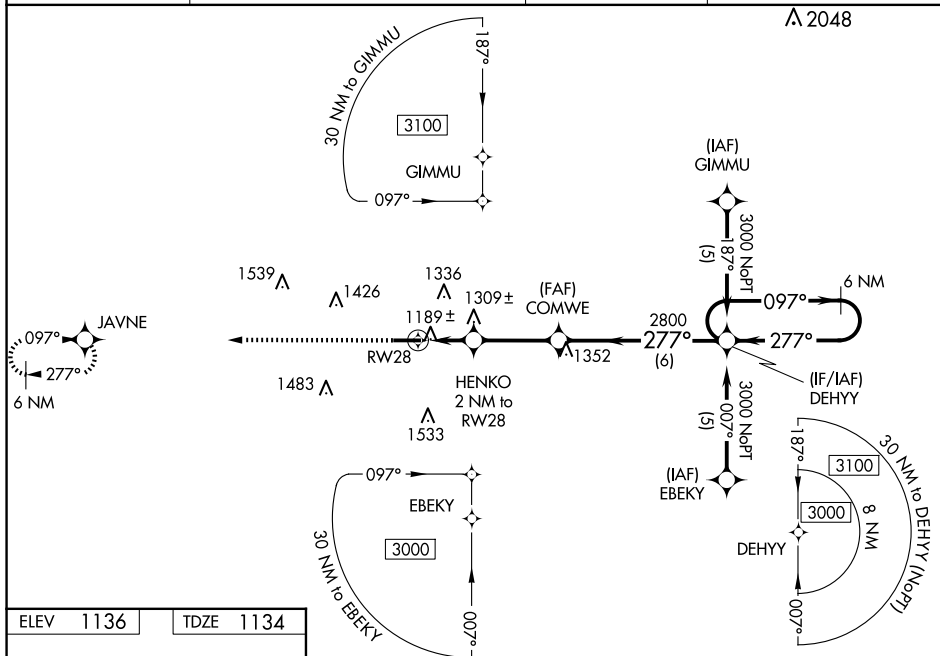 2048
30 NM to GIMMU
187°
3100
GIMMU
097°
(IAF)
GIMMU
3000 NoPT
187°
(5)
6 NM
097°
1539
1426
1336
1309 ±
(FAF)
COMWE
1189 ±
JAVNE
097°
277°
6 NM
RW28
2800
277°
(6)
277°
1352
(IF/IAF)
DEHYY
1483
HENKO
2 NM to
RW28
1533
3000 NoPT
007°
(5)
(IAF)
EBEKY
097°
EBEKY
3000
30 NM to EBEKY
007°
187°
3100
3000
8 NM
30 NM to DEHYY (NoPT)
DEHYY
007°
ELEV 1136
TDZE 1134